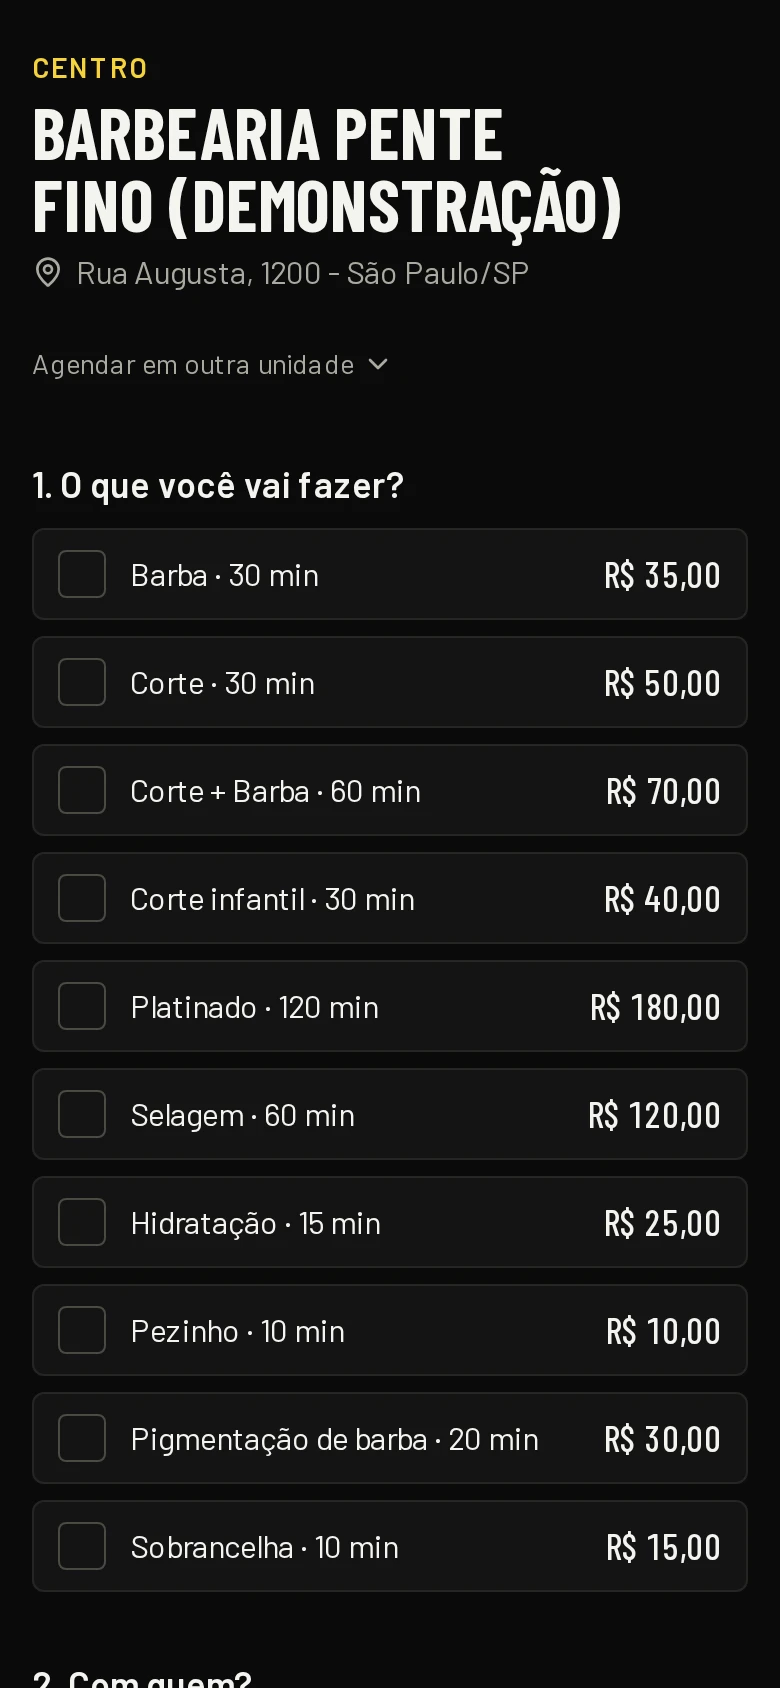 CENTRO
BARBEARIA PENTE
FINO (DEMONSTRAÇÃO)
Rua Augusta, 1200 - São Paulo/SP
Agendar em outra unidade
1. O que você vai fazer?
Barba · 30 min R$ 35,00
Corte · 30 min R$ 50,00
Corte + Barba · 60 min R$ 70,00
Corte infantil · 30 min R$ 40,00
Platinado · 120 min R$ 180,00
Selagem · 60 min R$ 120,00
Hidratação · 15 min R$ 25,00
Pezinho · 10 min R$ 10,00
Pigmentação de barba · 20 min R$ 30,00
Sobrancelha · 10 min R$ 15,00
2. Com quem?